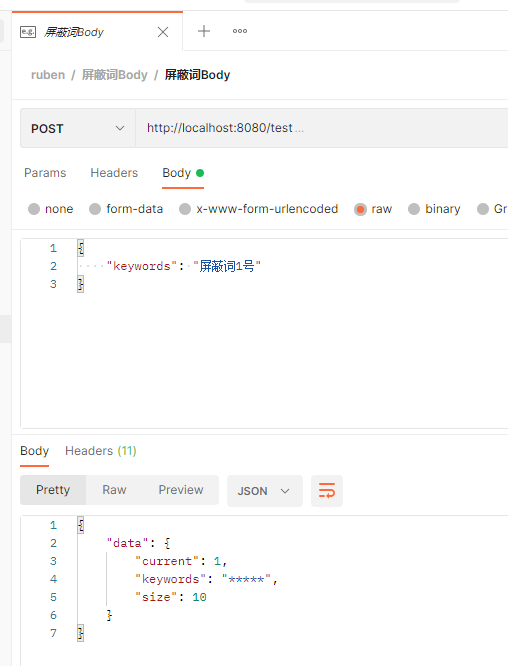 e.g. 屏蔽词Body
ruben / 屏蔽词Body / 屏蔽词Body
POST http://localhost:8080/test...
Params Headers Body
none form-data x-www-form-urlencoded raw binary Gr
1 {
2 "keywords": "屏蔽词1号"
3 }
Body Headers (11)
Pretty Raw Preview JSON
1 {
2 "data": {
3 "current": 1,
4 "keywords": "*****",
5 "size": 10
6 }
7 }